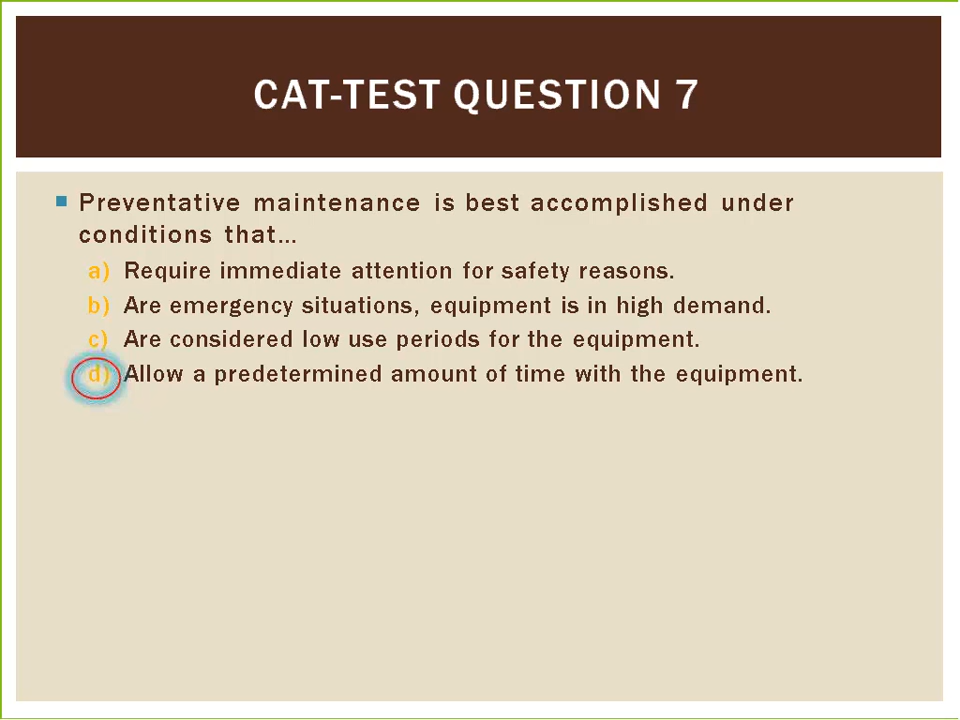 CAT-TEST QUESTION 7
Preventative maintenance is best accomplished under
conditions that…
a) Require immediate attention for safety reasons.
b) Are emergency situations, equipment is in high demand.
c) Are considered low use periods for the equipment.
d) Allow a predetermined amount of time with the equipment.